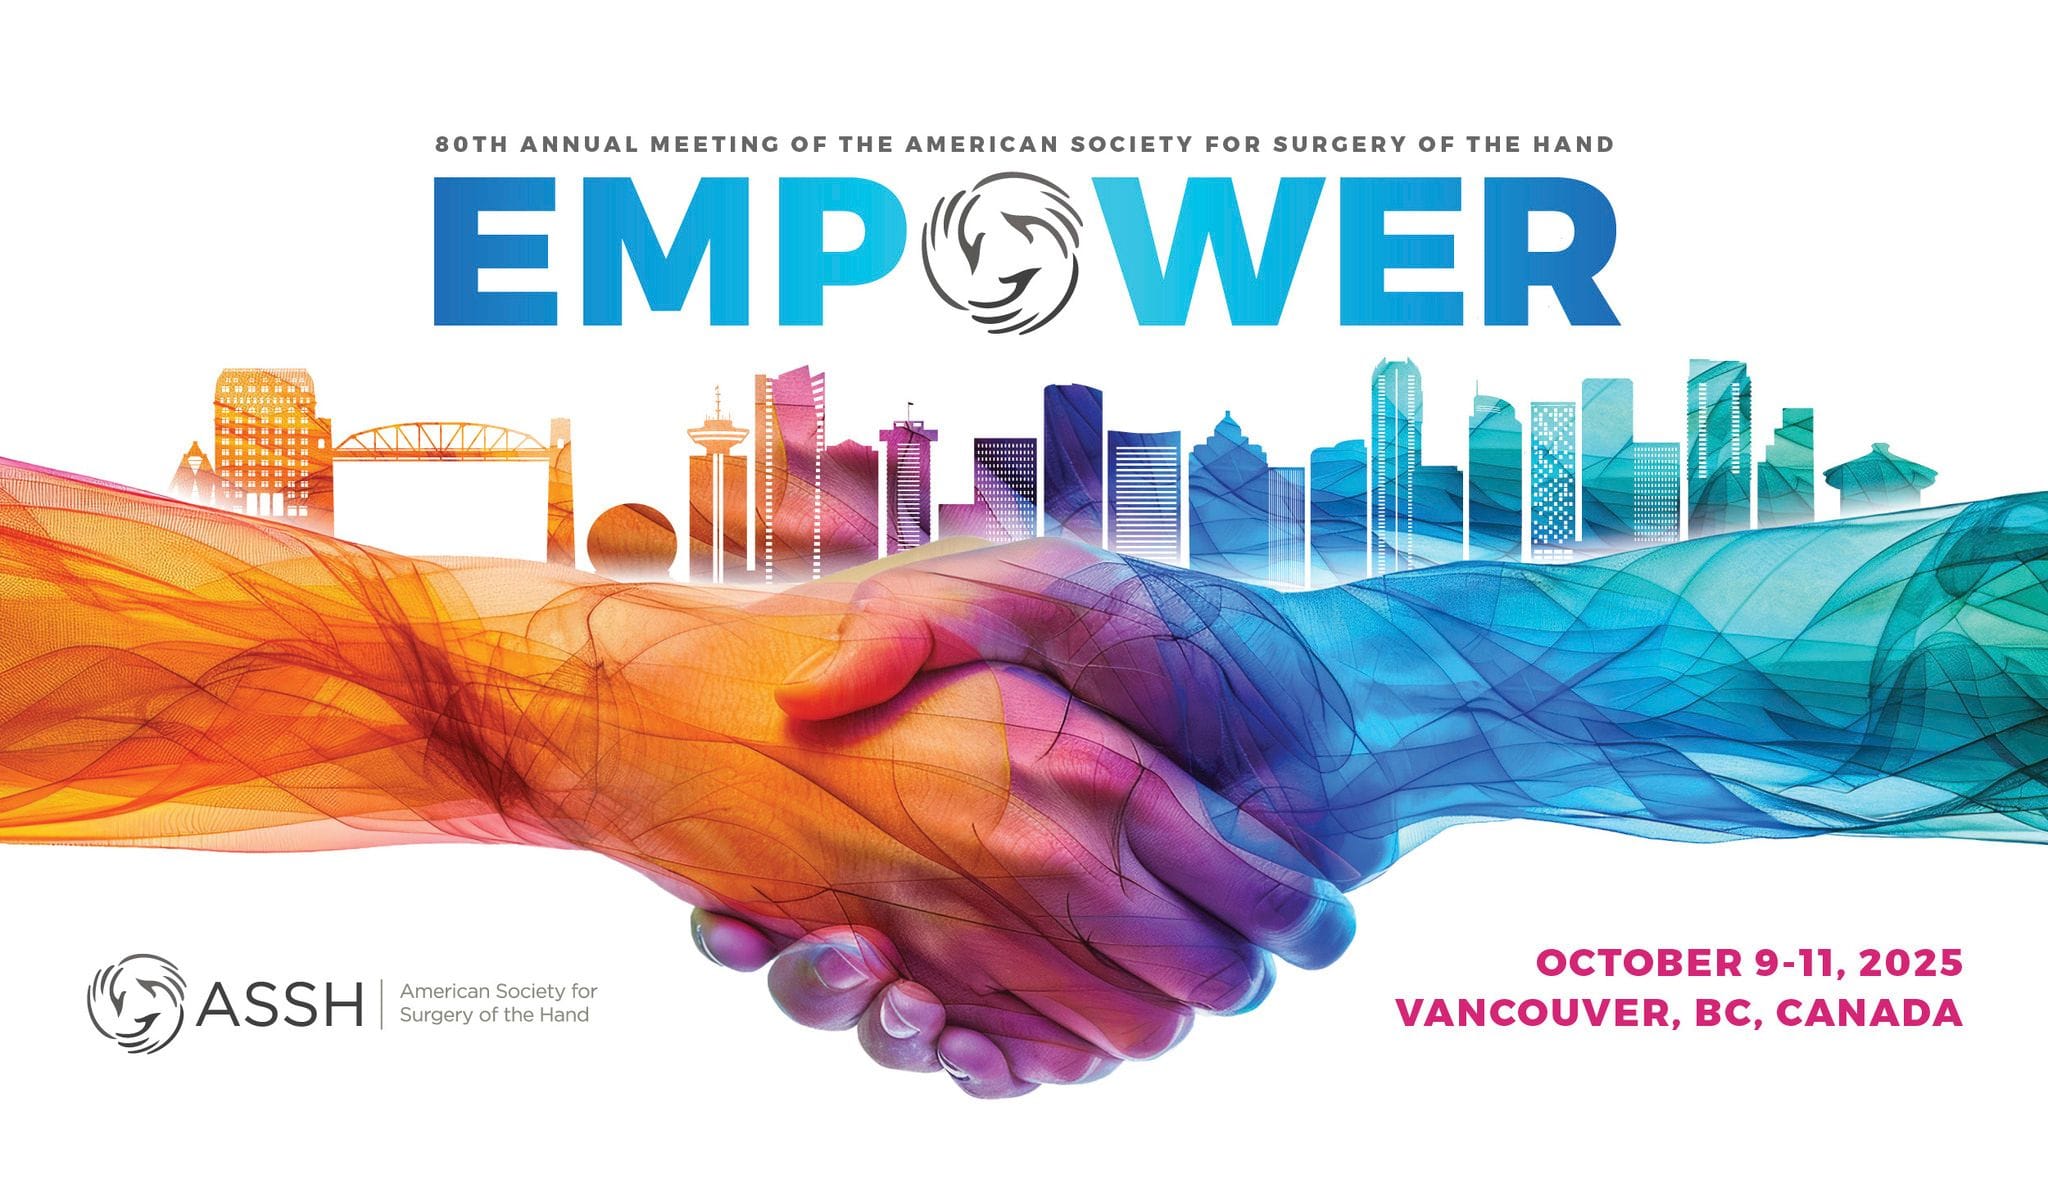 80TH ANNUAL MEETING OF THE AMERICAN SOCIETY FOR SURGERY OF THE HAND
EMPOWER
ASSH
American Society for
Surgery of the Hand
OCTOBER 9-11, 2025
VANCOUVER, BC, CANADA